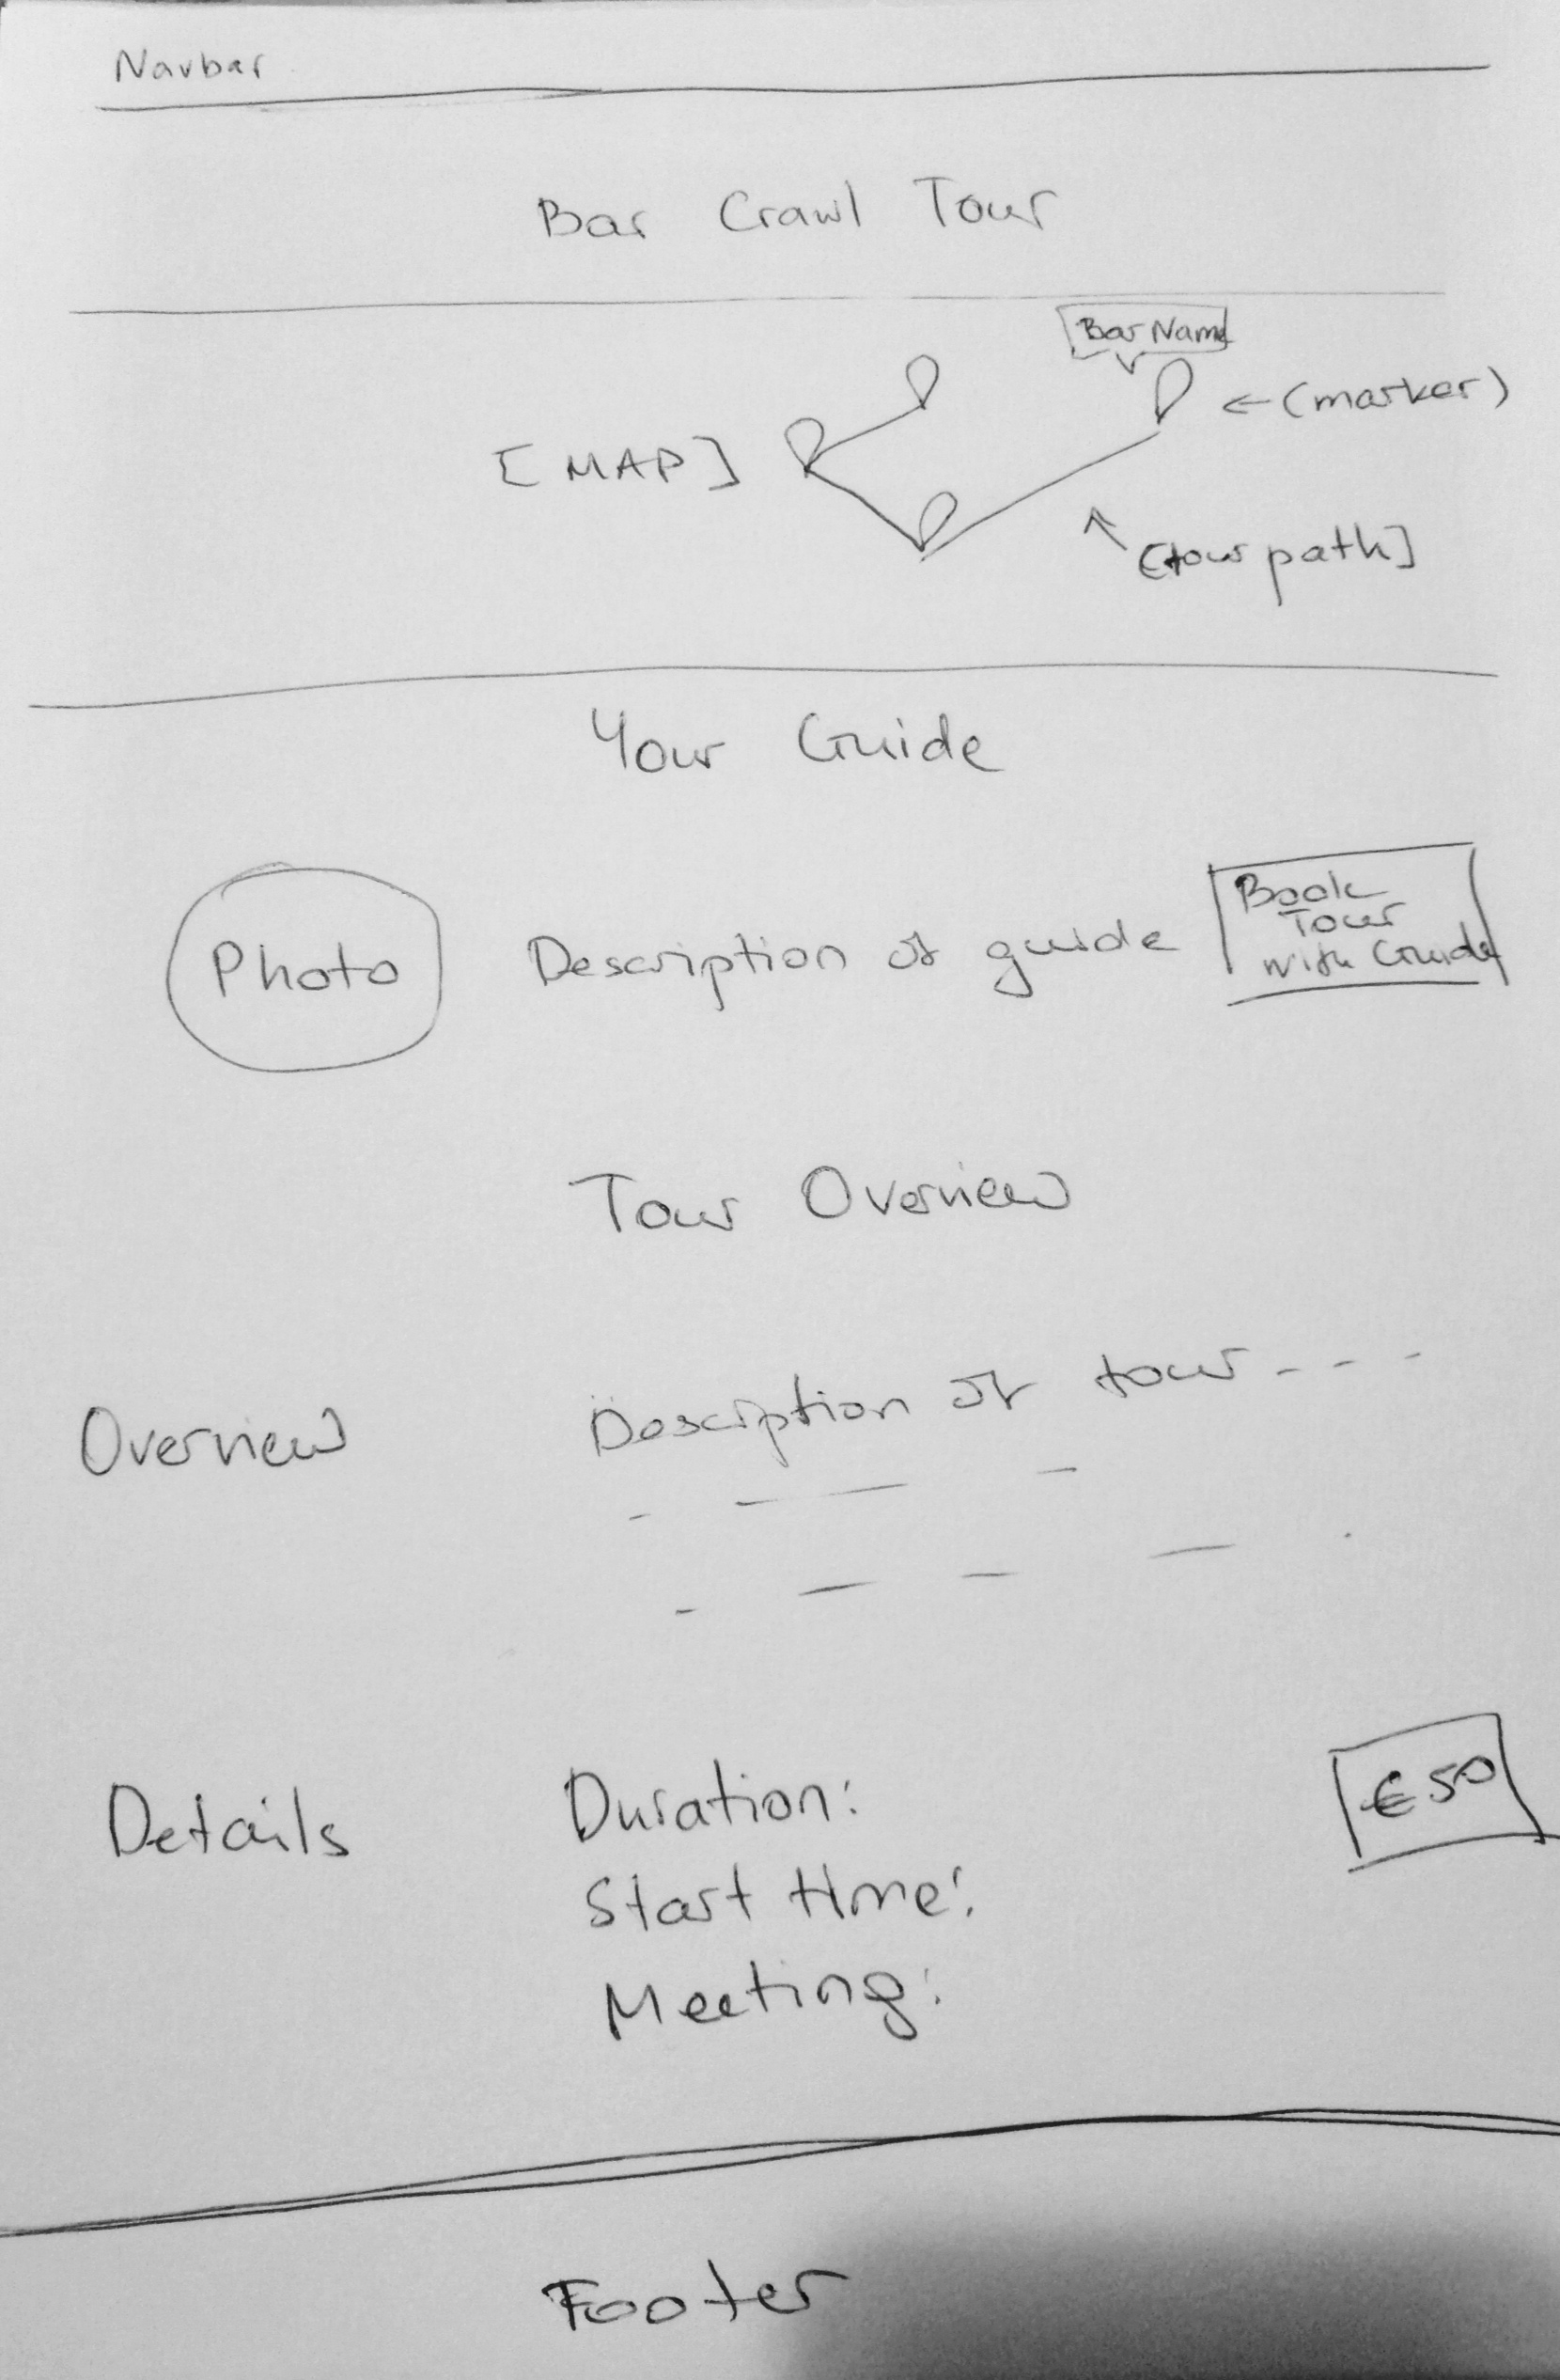 Navbar
Bar Crawl Tour
Bar Name
[MAP]
←(marker)
[tour path]
Your Guide
Photo
Description of guide
Book
Tour
with Guide
Tour Overview
Overview
Description of tour - - -
Details
Duration:
Start time:
Meeting:
€50
Footer